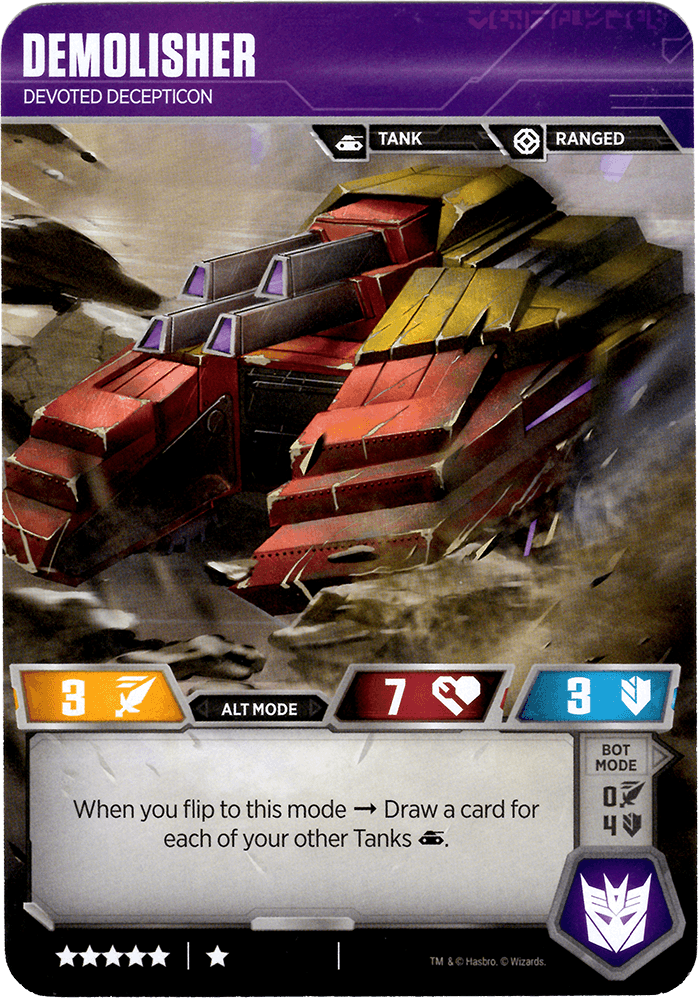 DEMOLISHER
DEVOTED DECEPTICON
TANK
RANGED
3
ALT MODE
7
3
When you flip to this mode → Draw a card for
each of your other Tanks
BOT
MODE
0
4
TM & © Hasbro. © Wizards.